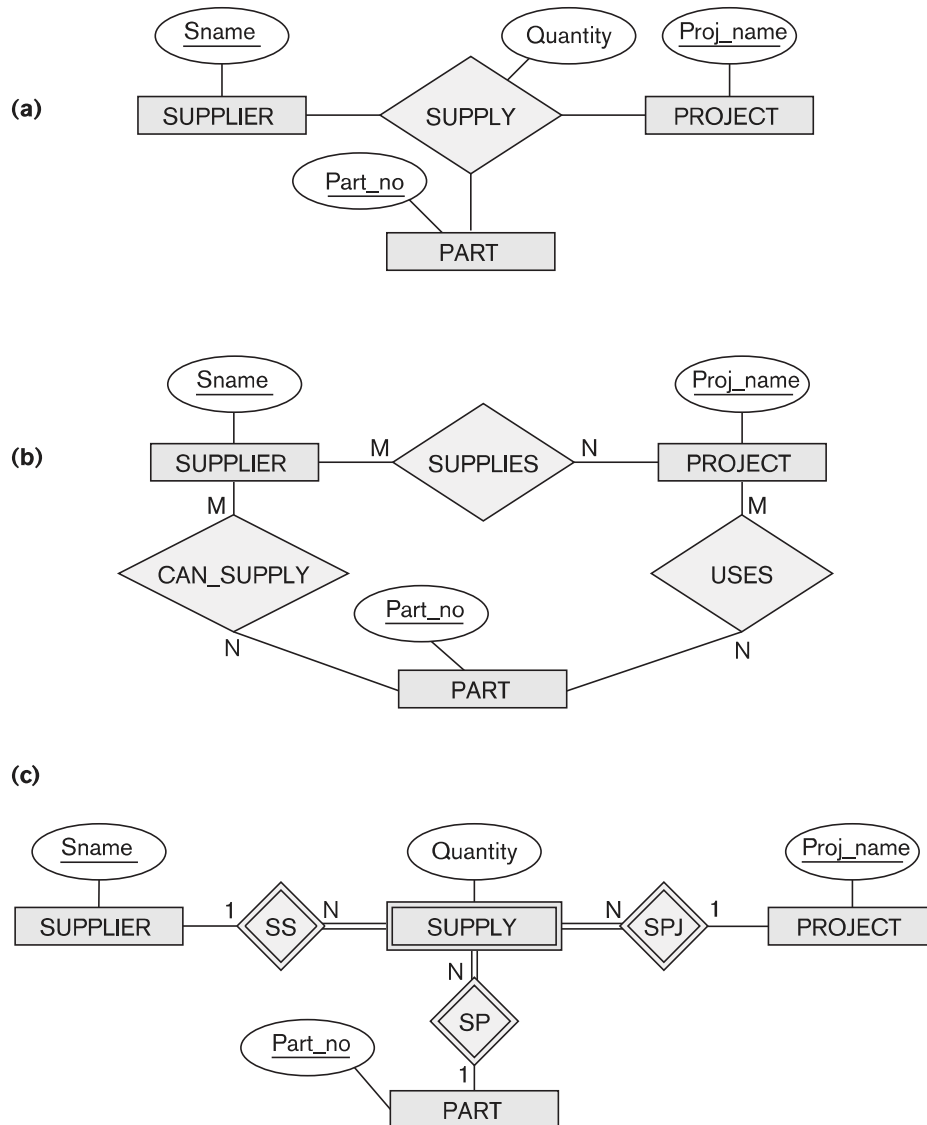 Sname
Quantity
Proj_name
(a)
SUPPLIER
SUPPLY
PROJECT
Part_no
PART
Sname
Proj_name
(b)
SUPPLIER
M
SUPPLIES
N
PROJECT
M
M
CAN_SUPPLY
USES
Part_no
N
N
PART
(c)
Sname
Quantity
Proj_name
SUPPLIER
1
SS
N
SUPPLY
N
SPJ
1
PROJECT
N
SP
Part_no
1
PART